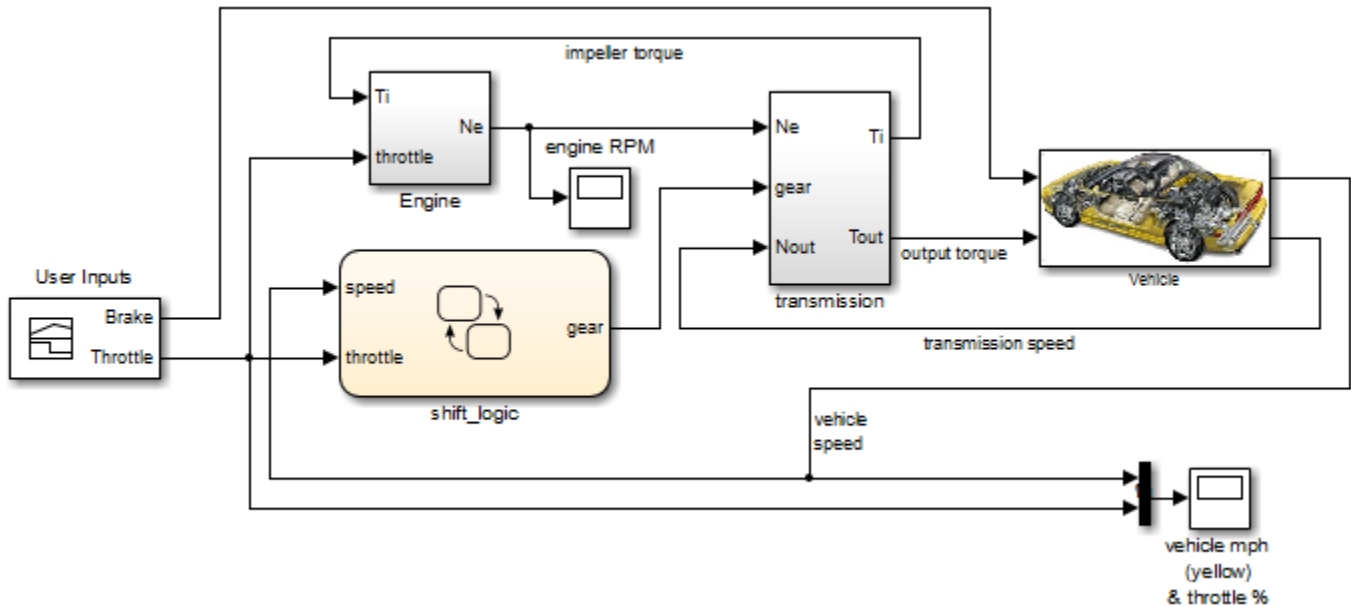 impeller torque
Ti
Ne
throttle
Engine
engine RPM
Ne
Ti
gear
Nout
Tout
transmission
output torque
Vehicle
transmission speed
User Inputs
Brake
Throttle
speed
gear
throttle
shift_logic
vehicle
speed
vehicle mph
(yellow)
& throttle %